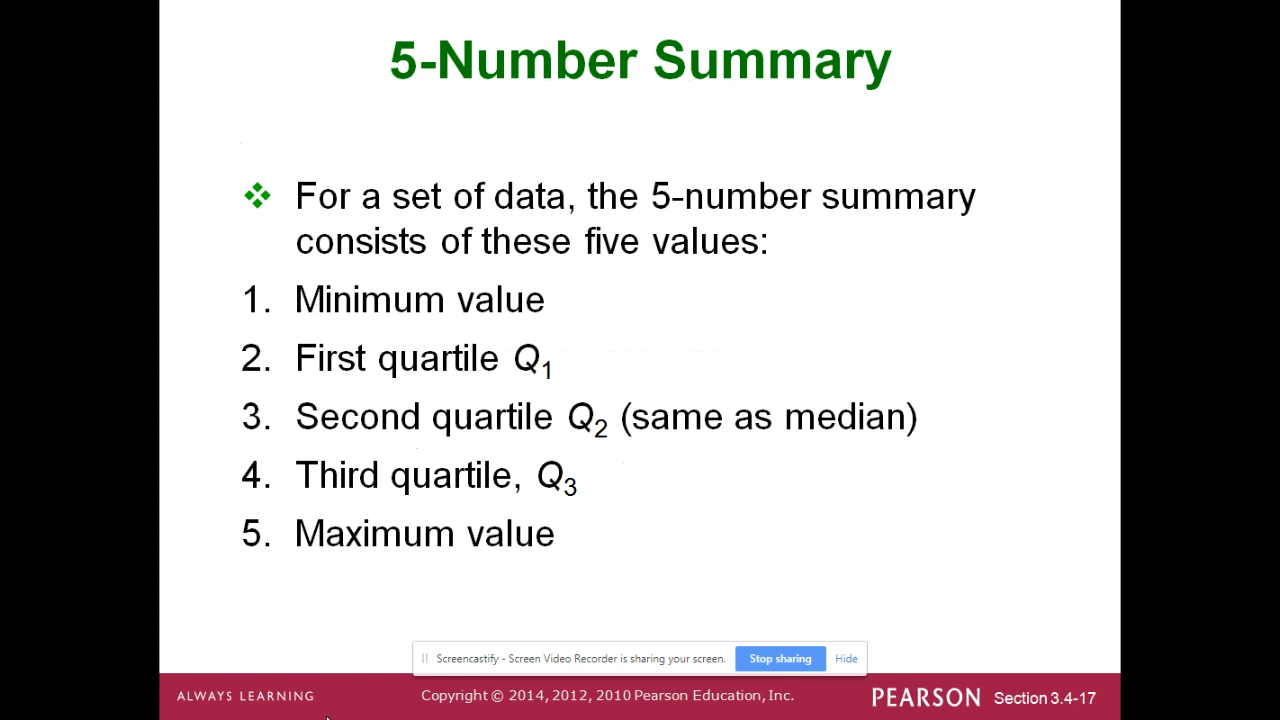 5-Number Summary
❖ For a set of data, the 5-number summary
consists of these five values:
1. Minimum value
2. First quartile Q₁
3. Second quartile Q₂ (same as median)
4. Third quartile, Q₃
5. Maximum value
Screencastify - Screen Video Recorder is sharing your screen. Stop sharing Hide
ALWAYS LEARNING Copyright © 2014, 2012, 2010 Pearson Education, Inc. PEARSON Section 3.4-17